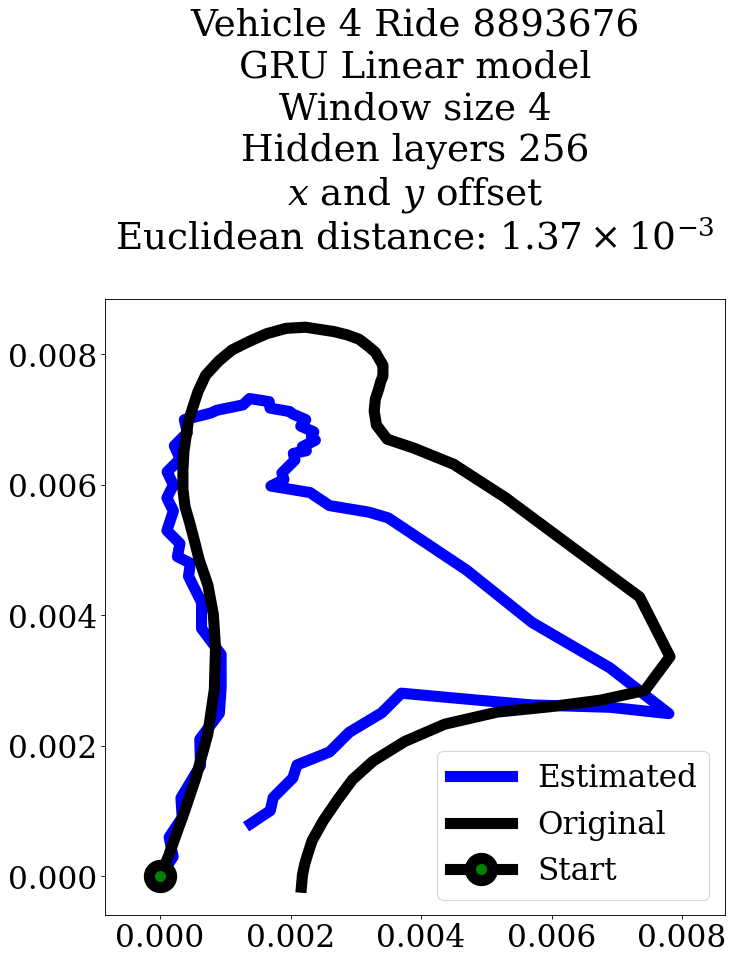 Vehicle 4 Ride 8893676
GRU Linear model
Window size 4
Hidden layers 256
x and y offset
Euclidean distance: 1.37 × 10⁻³
0.008
0.006
0.004
0.002
0.000
Estimated
Original
Start
0.000 0.002 0.004 0.006 0.008